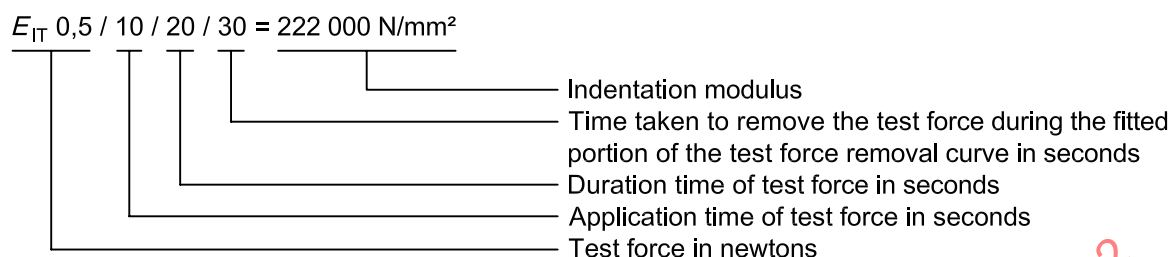 E_IT 0,5 / 10 / 20 / 30 = 222 000 N/mm²
Indentation modulus
Time taken to remove the test force during the fitted
portion of the test force removal curve in seconds
Duration time of test force in seconds
Application time of test force in seconds
Test force in newtons